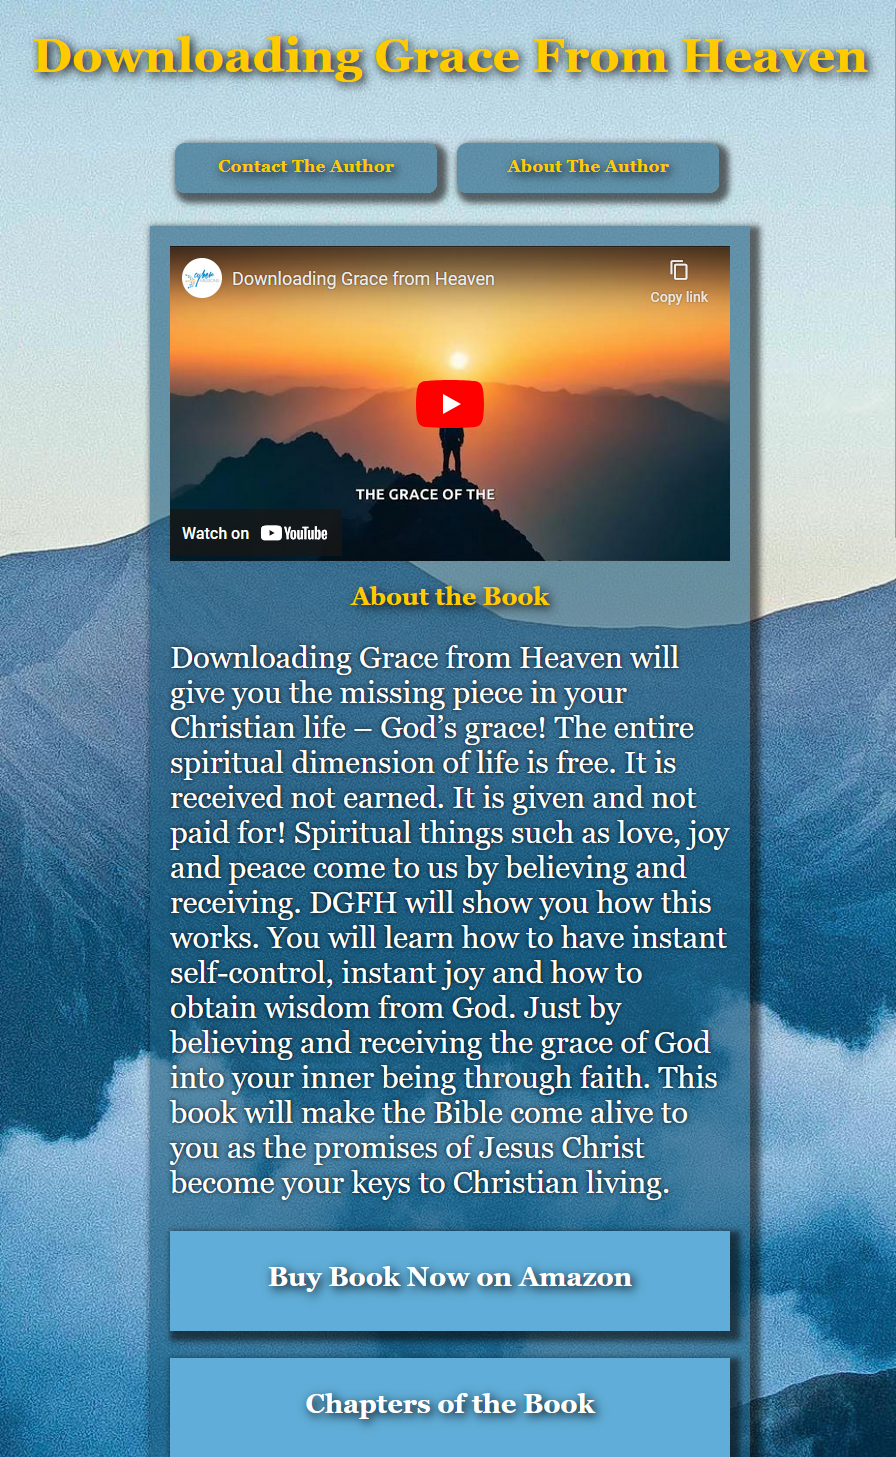 Downloading Grace From Heaven
Contact The Author
About The Author
cyber
Downloading Grace from Heaven
Copy link
THE GRACE OF THE
Watch on YouTube
About the Book
Downloading Grace from Heaven will
give you the missing piece in your
Christian life – God’s grace! The entire
spiritual dimension of life is free. It is
received not earned. It is given and not
paid for! Spiritual things such as love, joy
and peace come to us by believing and
receiving. DGFH will show you how this
works. You will learn how to have instant
self-control, instant joy and how to
obtain wisdom from God. Just by
believing and receiving the grace of God
into your inner being through faith. This
book will make the Bible come alive to
you as the promises of Jesus Christ
become your keys to Christian living.
Buy Book Now on Amazon
Chapters of the Book